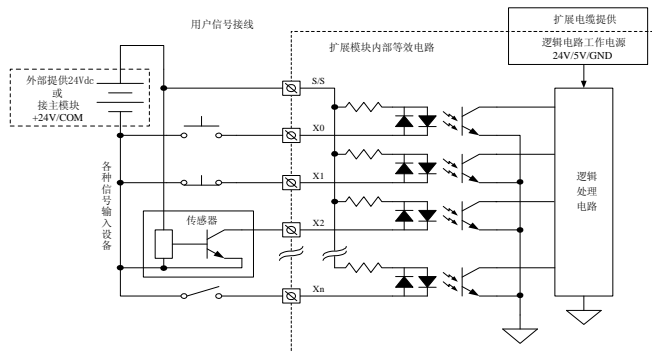 用户信号接线
扩展电缆提供
逻辑电路工作电源
24V/5V/GND
扩展模块内部等效电路
外部提供24Vdc
或
接主模块
+24V/COM
S/S
X0
各种信号输入设备
X1
逻辑
处理
电路
传感器
X2
Xn